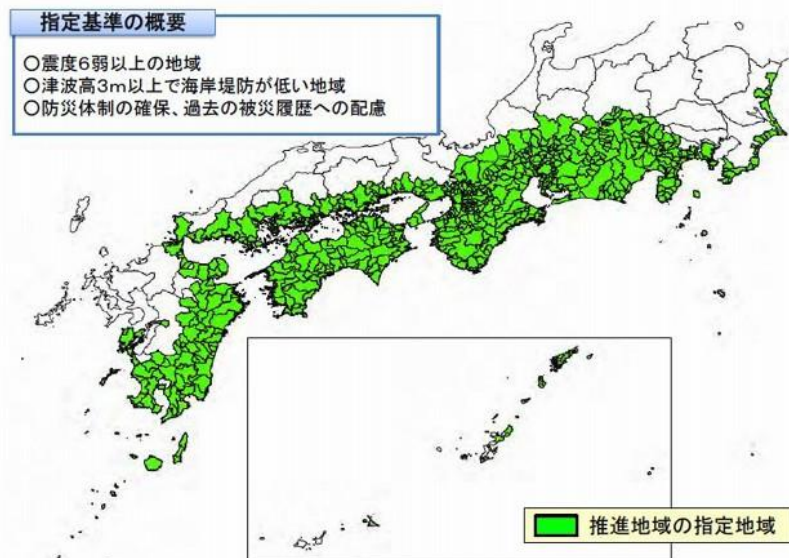 指定基準の概要
○震度6弱以上の地域
○津波高3m以上で海岸堤防が低い地域
○防災体制の確保、過去の被災履歴への配慮
推進地域の指定地域